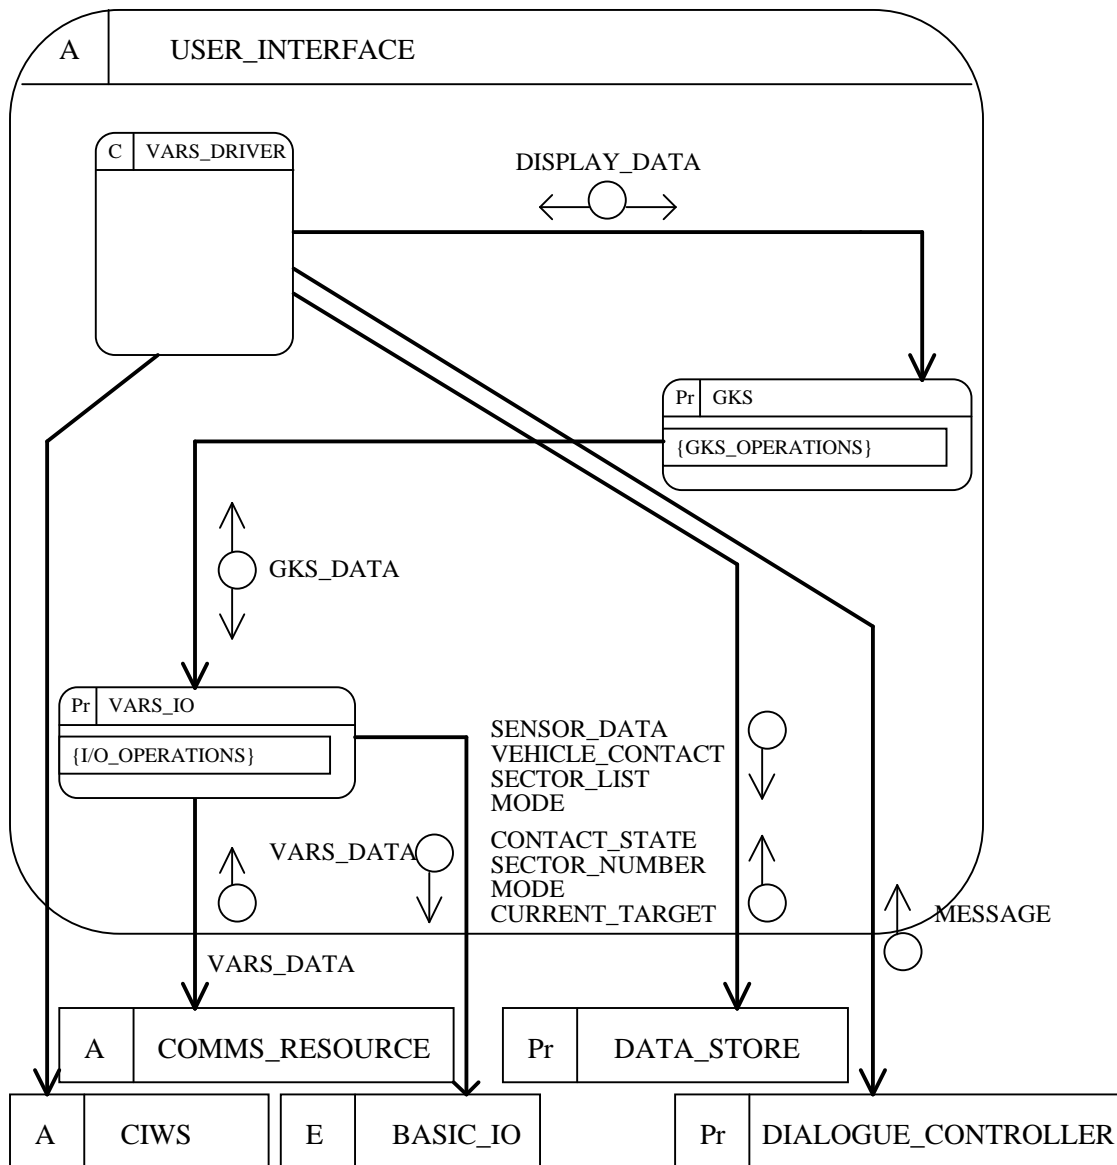 A USER_INTERFACE
C VARS_DRIVER
DISPLAY_DATA
Pr GKS
{GKS_OPERATIONS}
GKS_DATA
Pr VARS_IO
{I/O_OPERATIONS}
SENSOR_DATA
VEHICLE_CONTACT
SECTOR_LIST
MODE
VARS_DATA
CONTACT_STATE
SECTOR_NUMBER
MODE
CURRENT_TARGET
MESSAGE
VARS_DATA
A COMMS_RESOURCE
Pr DATA_STORE
A CIWS
E BASIC_IO
Pr DIALOGUE_CONTROLLER